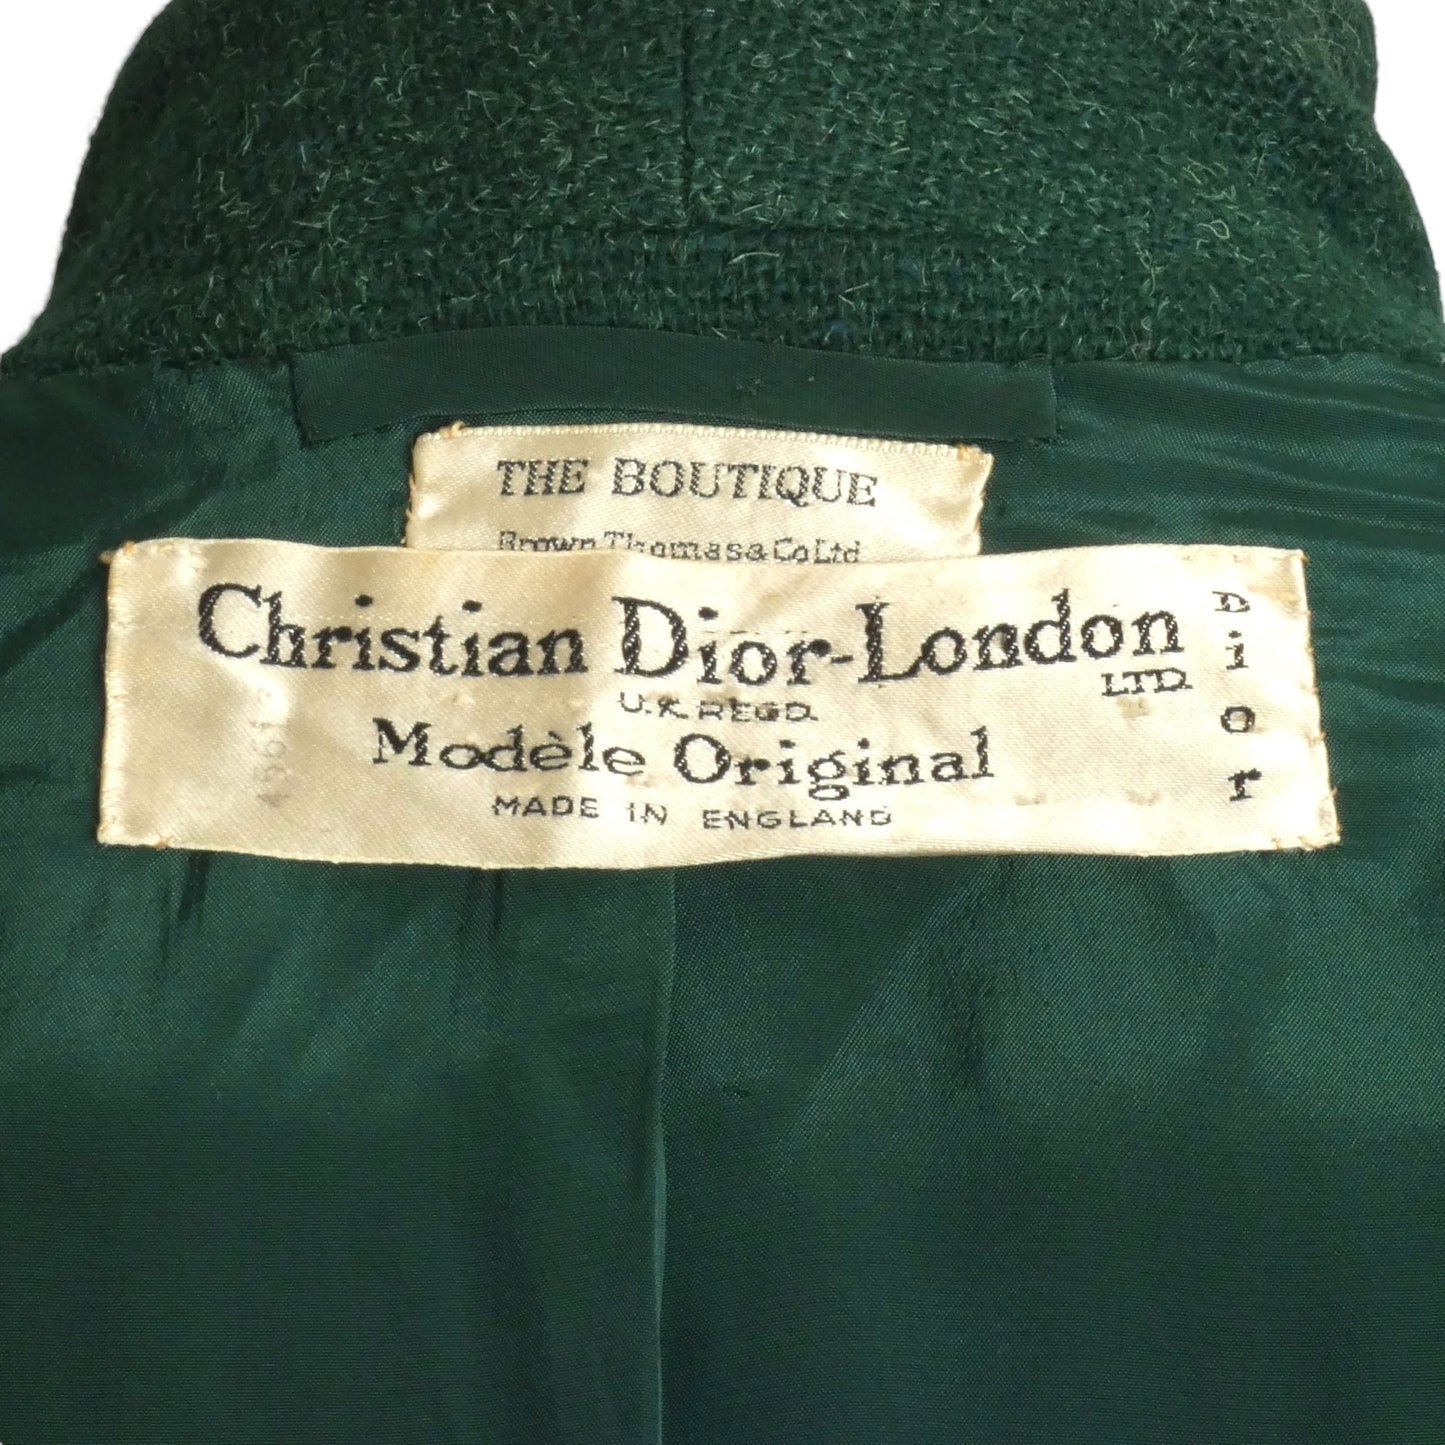 THE BOUTIQUE
Brown Thomas & Co Ltd
Christian Dior-London
LTD.
U.K. REGD.
Modèle Original
MADE IN ENGLAND
Dior